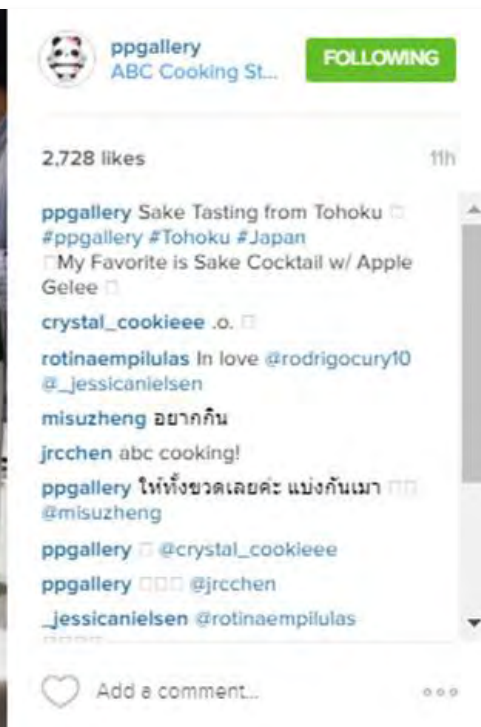 ppgallery
ABC Cooking St...
FOLLOWING
2,728 likes
11h
ppgallery Sake Tasting from Tohoku
#ppgallery #Tohoku #Japan
My Favorite is Sake Cocktail w/ Apple
Gelee
crystal_cookieee .o.
rotinaempilulas In love @rodrigocury10
@_jessicanielsen
misuzheng อยากกิน
jrcchen abc cooking!
ppgallery ให้ทั้งขวดเลยค่ะ แบ่งกันเมา
@misuzheng
ppgallery @crystal_cookieee
ppgallery @jrcchen
_jessicanielsen @rotinaempilulas
Add a comment...